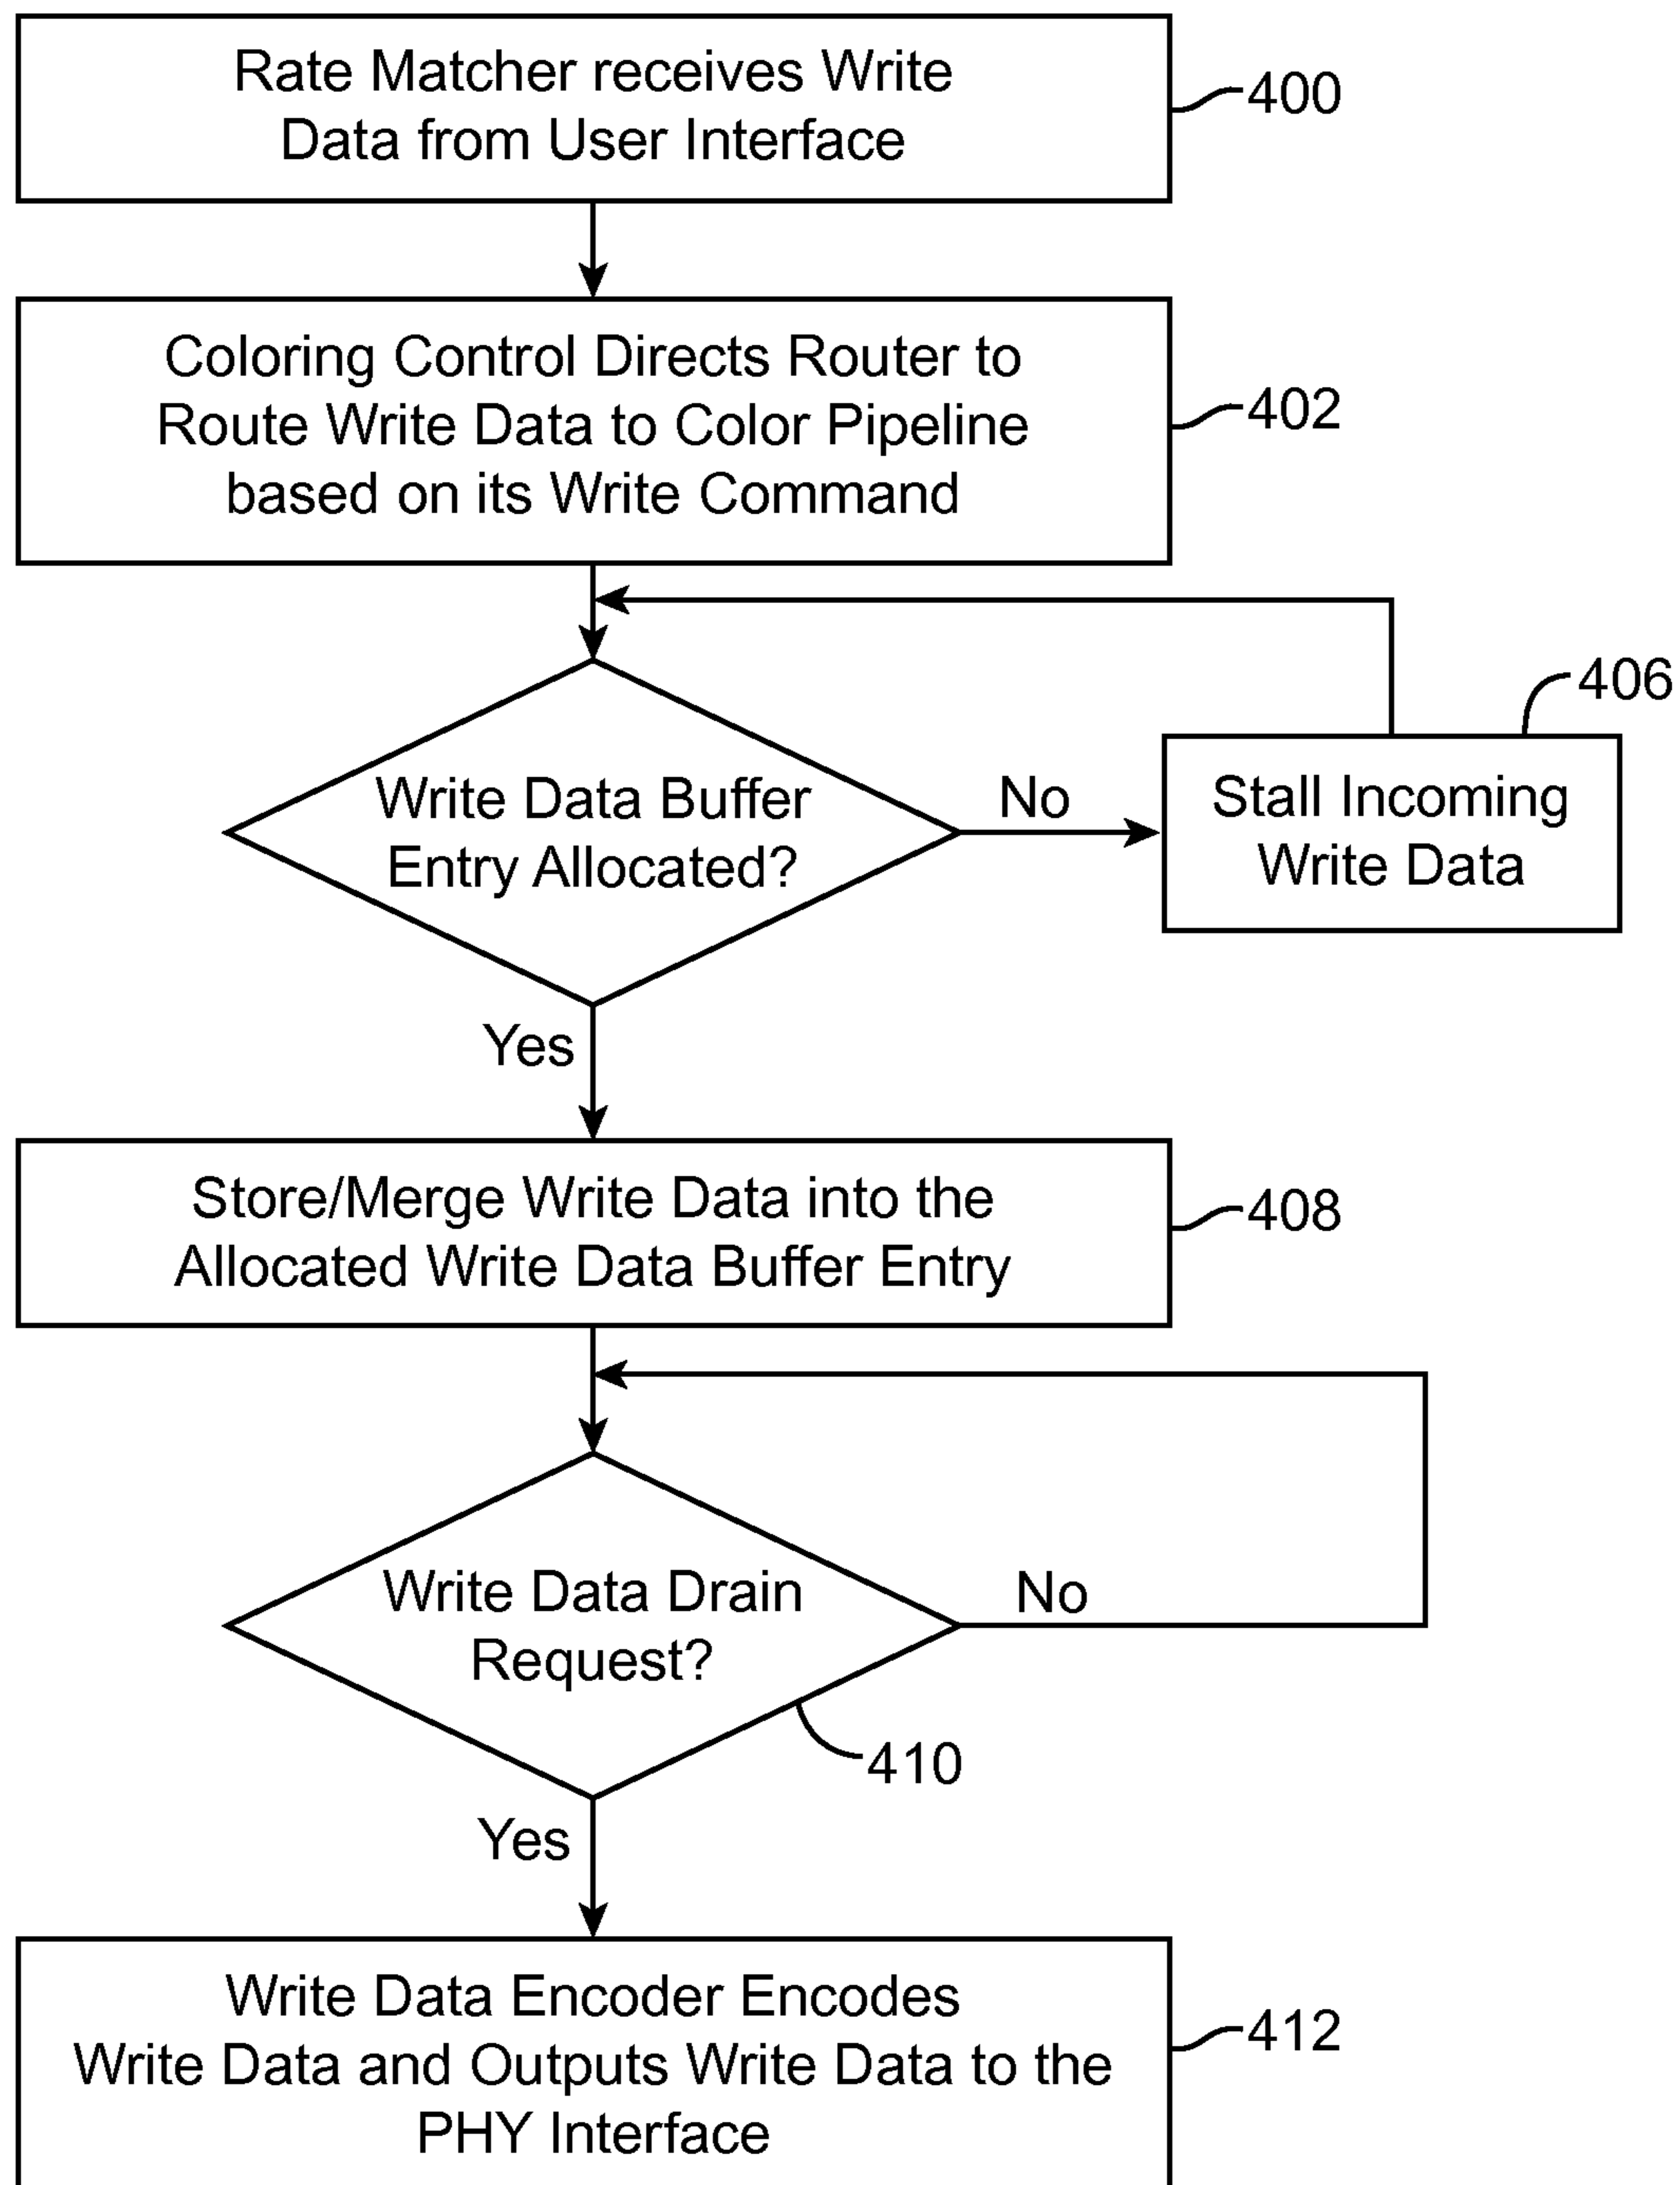 Rate Matcher receives Write
Data from User Interface
400
Coloring Control Directs Router to
Route Write Data to Color Pipeline
based on its Write Command
402
406
Write Data Buffer
Entry Allocated?
No
Stall Incoming
Write Data
Yes
Store/Merge Write Data into the
Allocated Write Data Buffer Entry
408
Write Data Drain
Request?
No
410
Yes
Write Data Encoder Encodes
Write Data and Outputs Write Data to the
PHY Interface
412